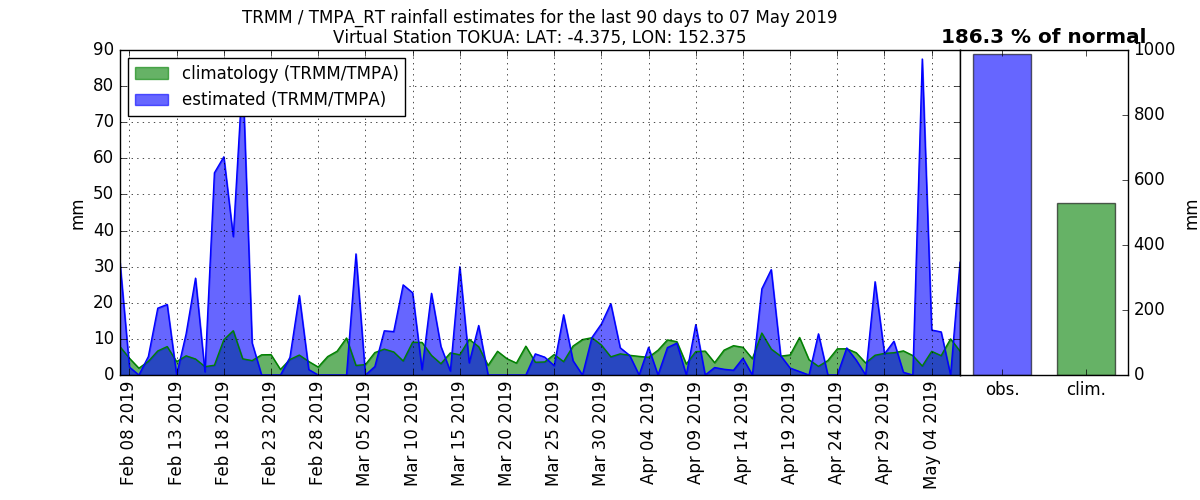 TRMM / TMPA_RT rainfall estimates for the last 90 days to 07 May 2019
Virtual Station TOKUA: LAT: -4.375, LON: 152.375
186.3 % of normal
climatology (TRMM/TMPA)
estimated (TRMM/TMPA)
mm
90
80
70
60
50
40
30
20
10
0
Feb 08 2019
Feb 13 2019
Feb 18 2019
Feb 23 2019
Feb 28 2019
Mar 05 2019
Mar 10 2019
Mar 15 2019
Mar 20 2019
Mar 25 2019
Mar 30 2019
Apr 04 2019
Apr 09 2019
Apr 14 2019
Apr 19 2019
Apr 24 2019
Apr 29 2019
May 04 2019
obs.
clim.
1000
800
600
400
200
0
mm